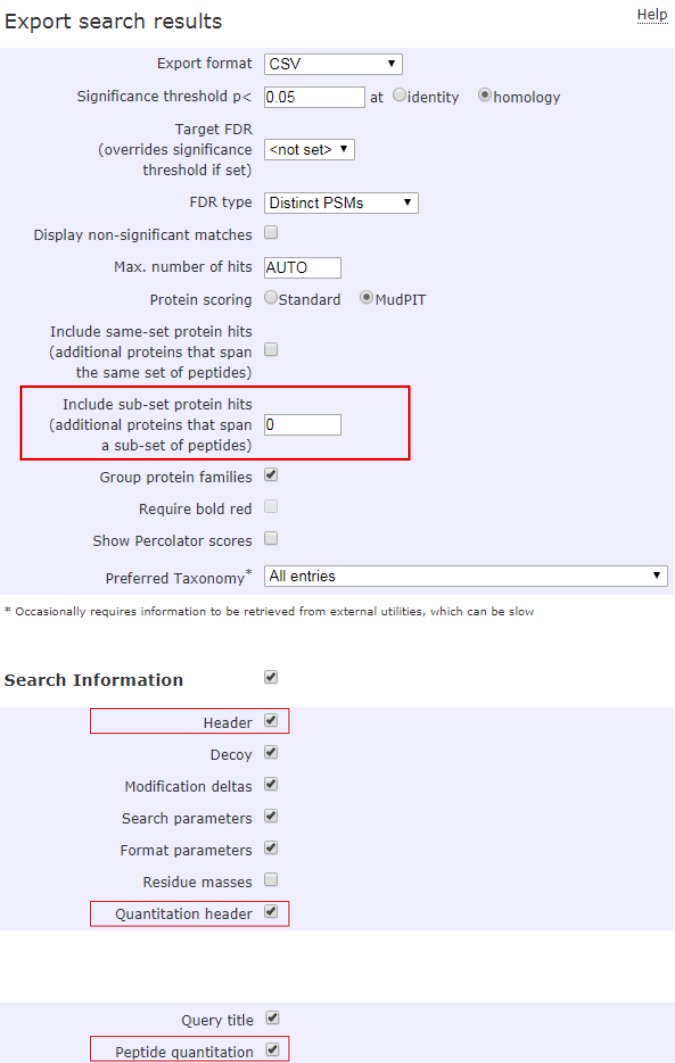 Export search results
Help
Export format CSV
Significance threshold p< 0.05 at identity homology
Target FDR
(overrides significance <not set>
threshold if set)
FDR type Distinct PSMs
Display non-significant matches
Max. number of hits AUTO
Protein scoring Standard MudPIT
Include same-set protein hits
(additional proteins that span
the same set of peptides)
Include sub-set protein hits
(additional proteins that span 0
a sub-set of peptides)
Group protein families
Require bold red
Show Percolator scores
Preferred Taxonomy* All entries
* Occasionally requires information to be retrieved from external utilities, which can be slow
Search Information
Header
Decoy
Modification deltas
Search parameters
Format parameters
Residue masses
Quantitation header
Query title
Peptide quantitation